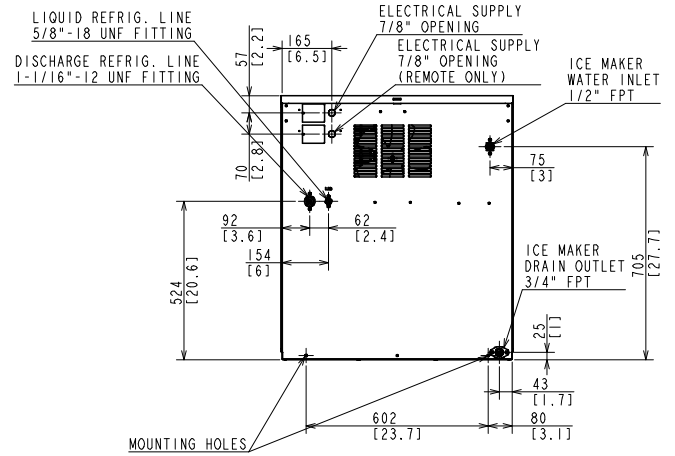 LIQUID REFRIG. LINE
5/8"-18 UNF FITTING
DISCHARGE REFRIG. LINE
1-1/16"-12 UNF FITTING
57
[2.2]
165
[6.5]
ELECTRICAL SUPPLY
7/8" OPENING
ELECTRICAL SUPPLY
7/8" OPENING
(REMOTE ONLY)
ICE MAKER
WATER INLET
1/2" FPT
70
[2.8]
75
[3]
92
[3.6]
62
[2.4]
154
[6]
524
[20.6]
705
[27.7]
ICE MAKER
DRAIN OUTLET
3/4" FPT
25
[1]
43
[1.7]
602
[23.7]
80
[3.1]
MOUNTING HOLES